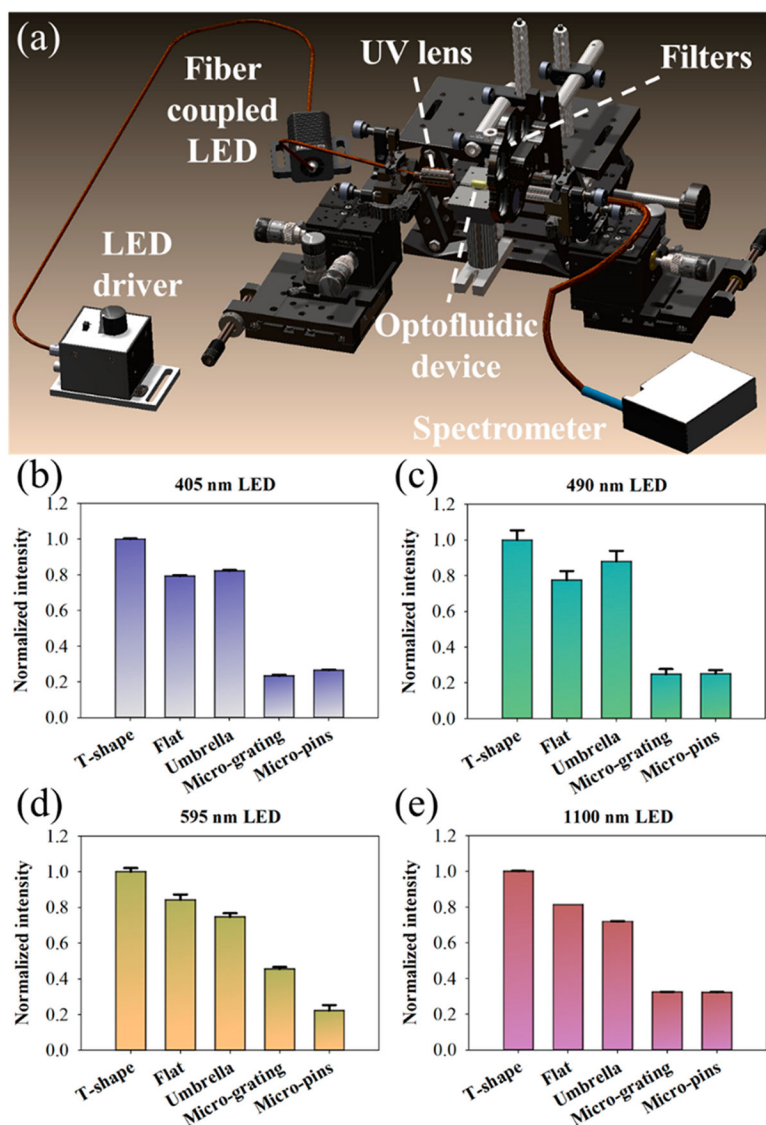 (a)
Fiber
coupled
LED
UV lens
Filters
LED
driver
Optofluidic
device
Spectrometer
(b)
405 nm LED
Normalized intensity
1.2
1.0
0.8
0.6
0.4
0.2
0.0
T-shape
Flat
Umbrella
Micro-grating
Micro-pins
(c)
490 nm LED
Normalized intensity
1.2
1.0
0.8
0.6
0.4
0.2
0.0
T-shape
Flat
Umbrella
Micro-grating
Micro-pins
(d)
595 nm LED
Normalized intensity
1.2
1.0
0.8
0.6
0.4
0.2
0.0
T-shape
Flat
Umbrella
Micro-grating
Micro-pins
(e)
1100 nm LED
Normalized intensity
1.2
1.0
0.8
0.6
0.4
0.2
0.0
T-shape
Flat
Umbrella
Micro-grating
Micro-pins